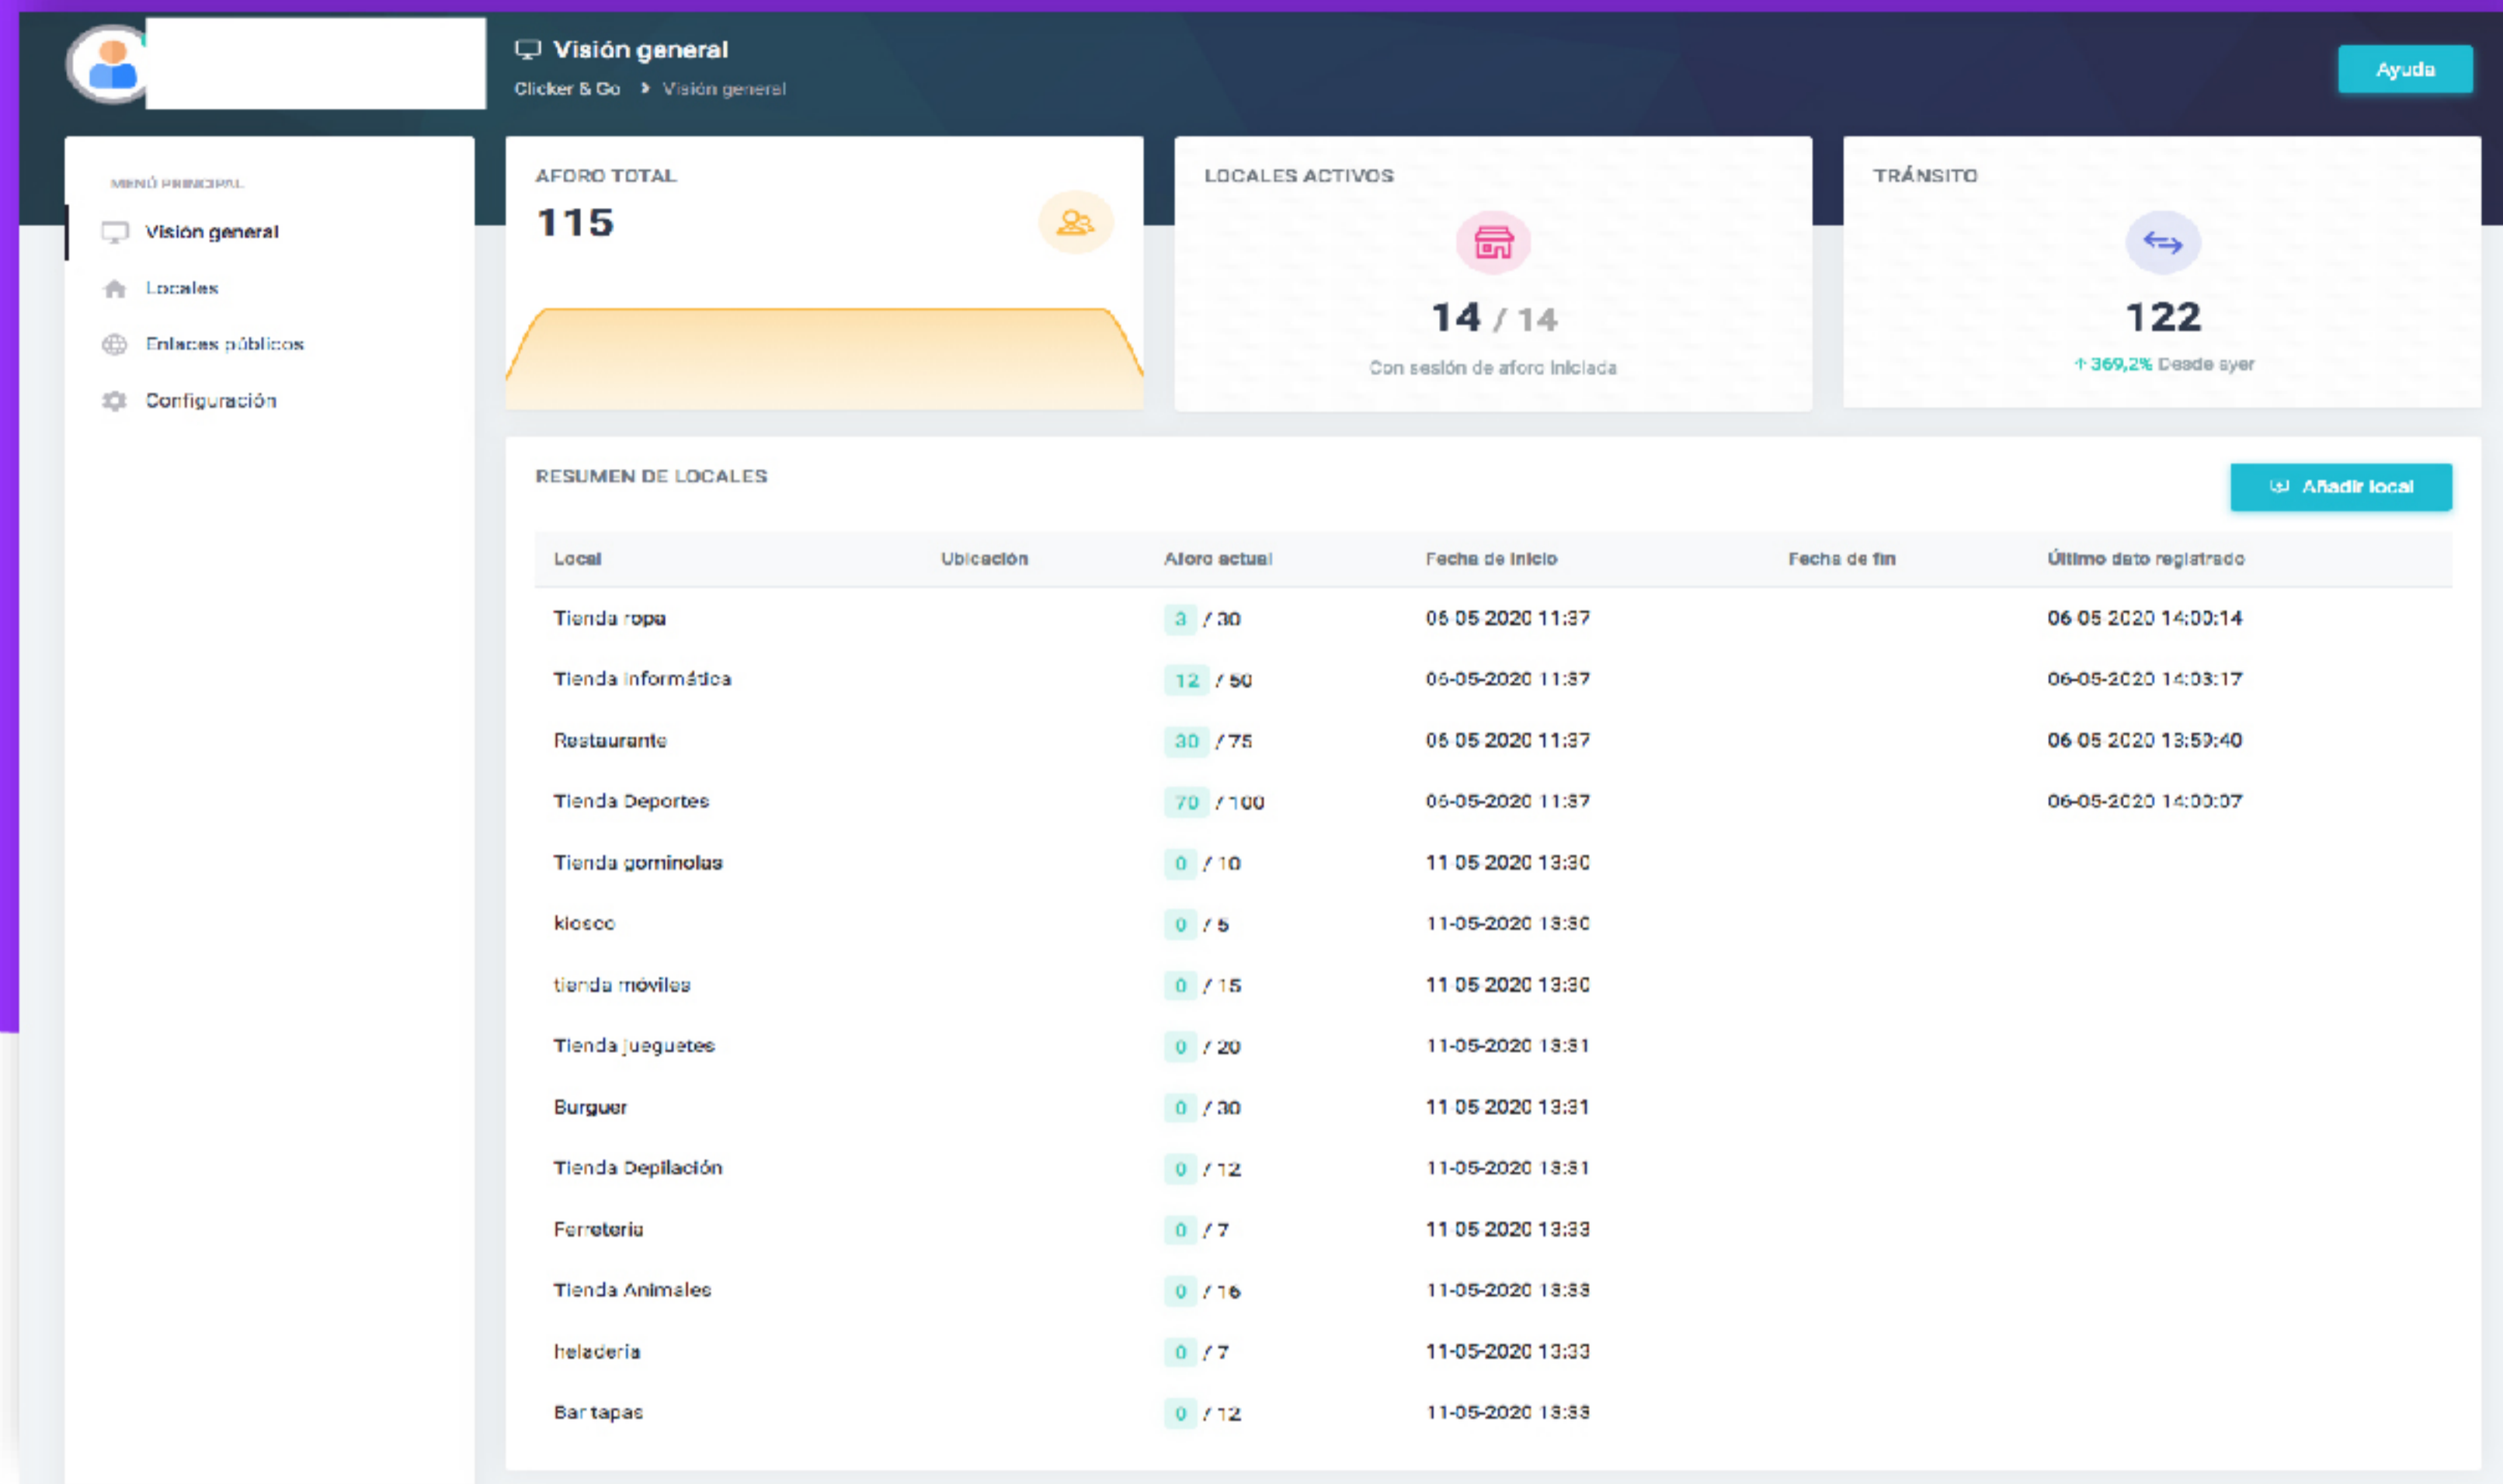 Visión general
Clicker & Go > Visión general
Ayuda
MENÚ PRINCIPAL
Visión general
Locales
Enlaces públicos
Configuración
AFORO TOTAL
115
LOCALES ACTIVOS
14 / 14
Con sesión de aforo iniciada
TRÁNSITO
122
↑ 369,2% Desde ayer
RESUMEN DE LOCALES
Añadir local
Local Ubicación Aforo actual Fecha de inicio Fecha de fin Último dato registrado
Tienda ropa 3 / 30 06-05-2020 11:37 06-05-2020 14:00:14
Tienda informática 12 / 50 06-05-2020 11:37 06-05-2020 14:03:17
Restaurante 30 / 75 06-05-2020 11:37 06-05-2020 13:59:40
Tienda Deportes 70 / 100 06-05-2020 11:37 06-05-2020 14:00:07
Tienda gominolas 0 / 10 11-05-2020 13:30
kiosco 0 / 5 11-05-2020 13:30
tienda móviles 0 / 15 11-05-2020 13:30
Tienda jueguetes 0 / 20 11-05-2020 13:31
Burguer 0 / 30 11-05-2020 13:31
Tienda Depilación 0 / 12 11-05-2020 13:31
Ferreteria 0 / 7 11-05-2020 13:33
Tienda Animales 0 / 16 11-05-2020 13:33
heladeria 0 / 7 11-05-2020 13:33
Bar tapas 0 / 12 11-05-2020 13:33